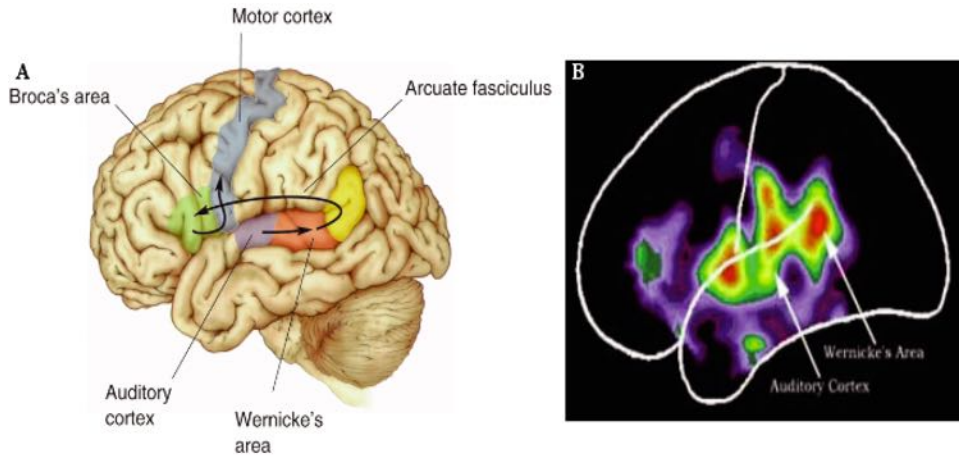 Motor cortex
A
Broca's area
Arcuate fasciculus
Auditory
cortex
Wernicke's
area
B
Wernicke's Area
Auditory Cortex